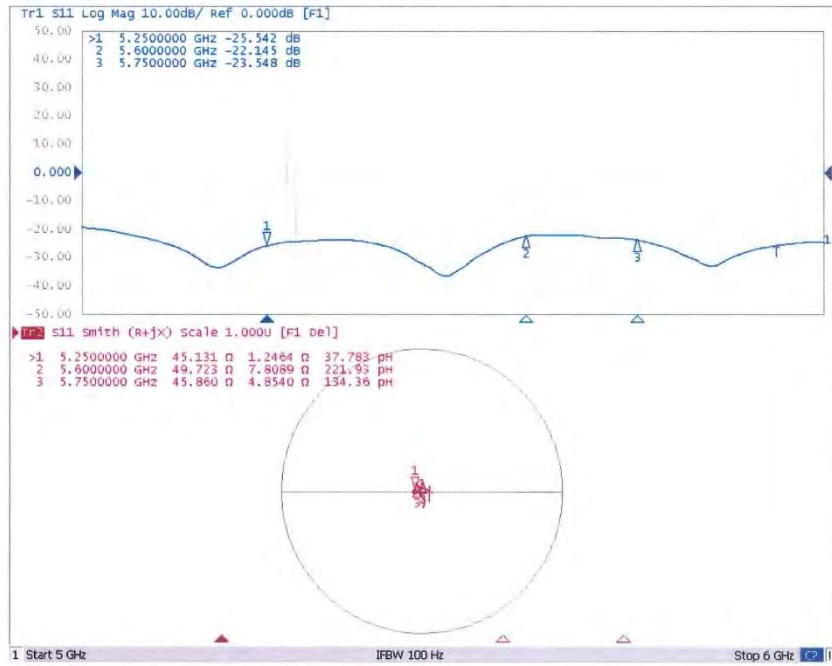 Tr1 S11 Log Mag 10.00dB/ Ref 0.000dB [F1]
50.00
>1 5.2500000 GHz -25.542 dB
2 5.6000000 GHz -22.145 dB
40.00
3 5.7500000 GHz -23.548 dB
30.00
20.00
10.00
0.000
-10.00
-20.00
1
1
2
3
-30.00
-40.00
-50.00
Tr2 S11 Smith (R+jX) Scale 1.000U [F1 Del]
>1 5.2500000 GHz 45.131 Ω 1.2464 Ω 37.783 pH
2 5.6000000 GHz 49.723 Ω 7.8089 Ω 221.93 pH
3 5.7500000 GHz 45.860 Ω 4.8540 Ω 134.36 pH
1
1 Start 5 GHz IFBW 100 Hz Stop 6 GHz C2 !